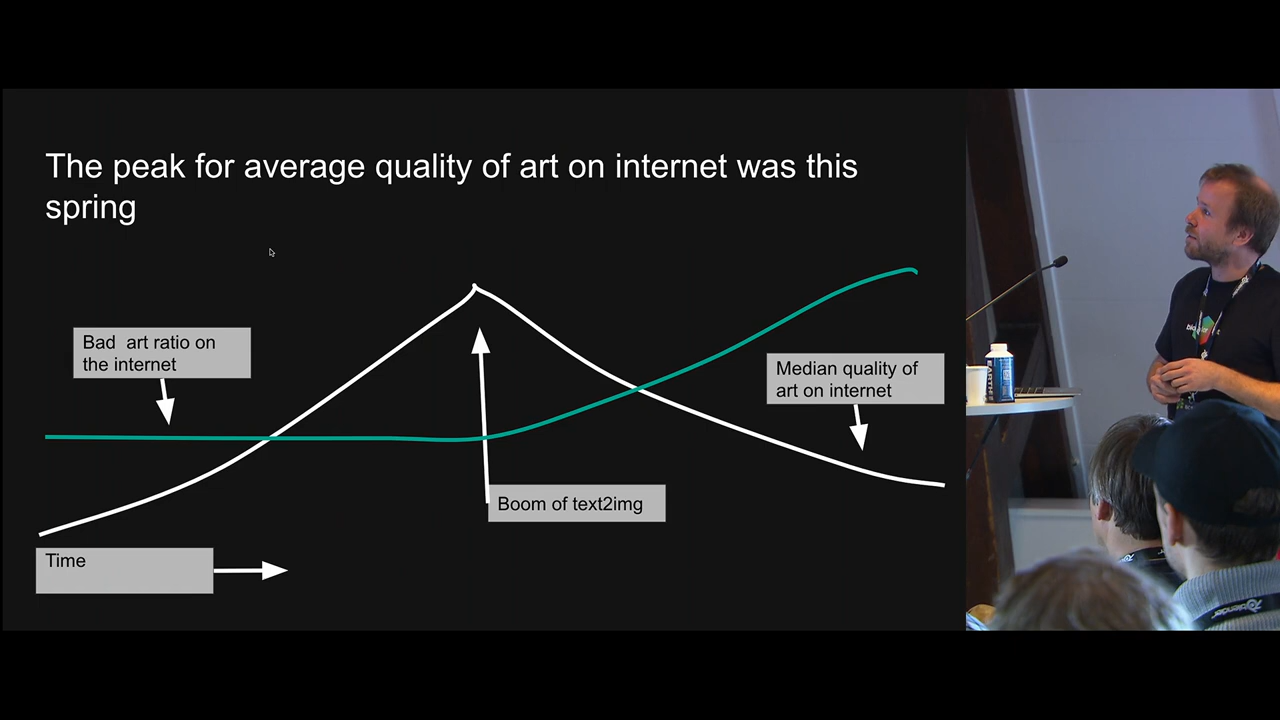 The peak for average quality of art on internet was this
spring
Bad art ratio on
the internet
Median quality of
art on internet
Boom of text2img
Time
blender